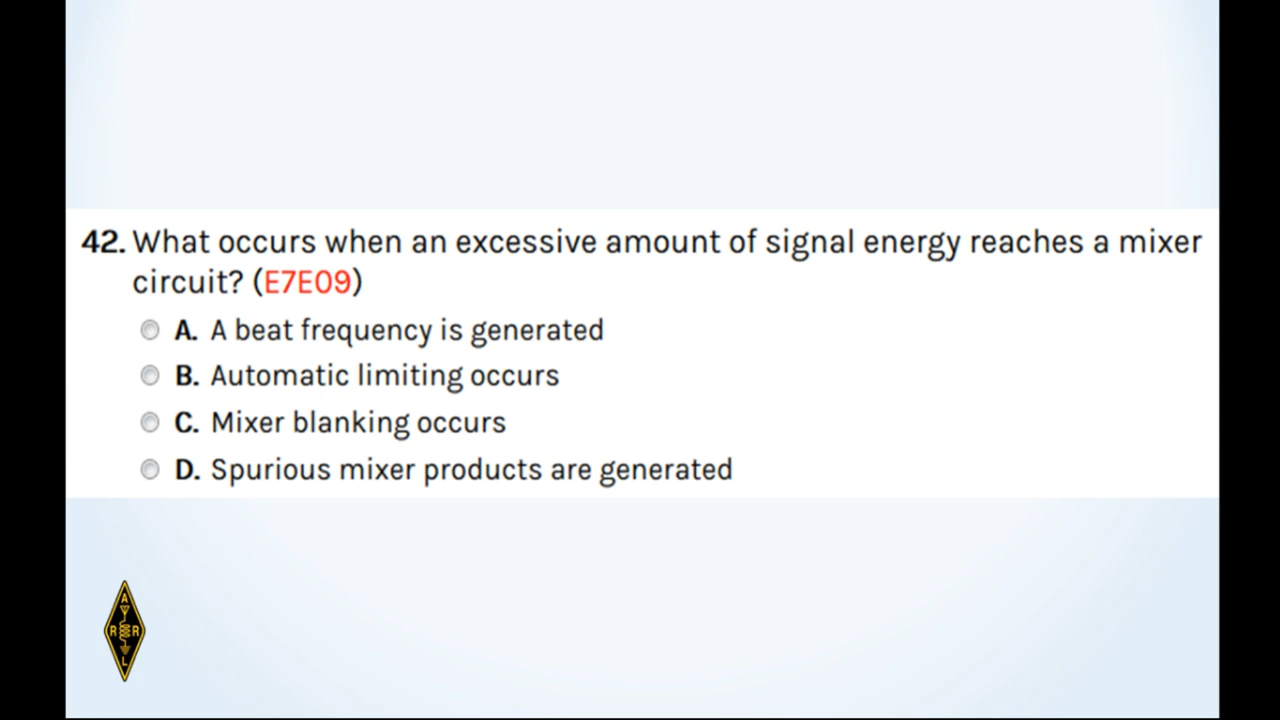 42. What occurs when an excessive amount of signal energy reaches a mixer
circuit? (E7E09)
A. A beat frequency is generated
B. Automatic limiting occurs
C. Mixer blanking occurs
D. Spurious mixer products are generated
A
R R
L